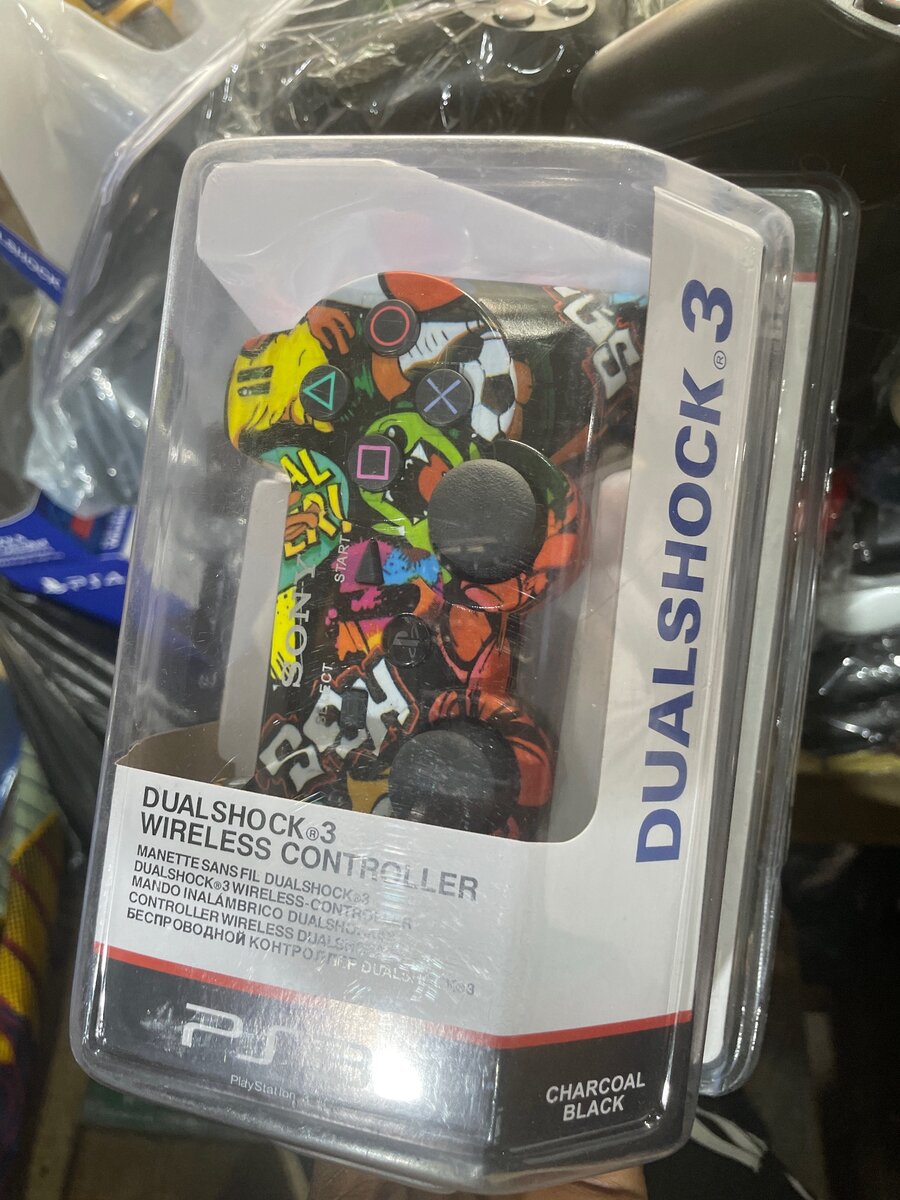 DUALSHOCK®3
SONY
START
DUALSHOCK®3
WIRELESS CONTROLLER
MANETTE SANS FIL DUALSHOCK®3
DUALSHOCK®3 WIRELESS-CONTROLLER
MANDO INALÁMBRICO DUALSHOCK
CONTROLLER WIRELESS DUALSHOCK
БЕСПРОВОДНОЙ КОНТРОЛЛЕР DUALSHOCK®3
PS3
PlayStation
CHARCOAL
BLACK